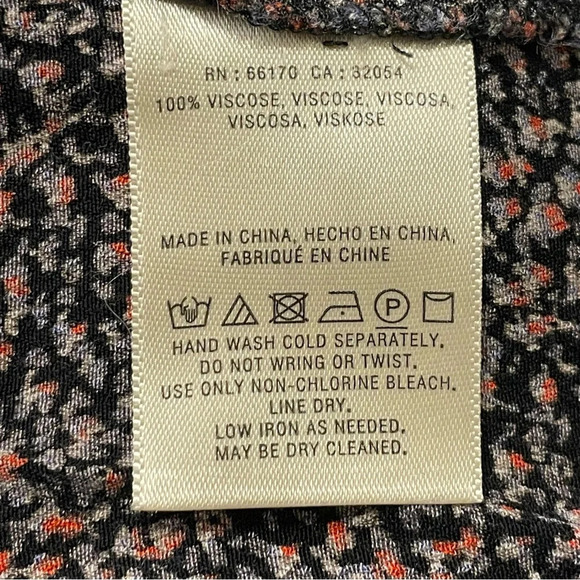 RN : 66170 CA : 32054
100% VISCOSE, VISCOSE, VISCOSA,
VISCOSA, VISKOSE
MADE IN CHINA, HECHO EN CHINA,
FABRIQUÉ EN CHINE
P
HAND WASH COLD SEPARATELY.
DO NOT WRING OR TWIST.
USE ONLY NON-CHLORINE BLEACH.
LINE DRY.
LOW IRON AS NEEDED.
MAY BE DRY CLEANED.